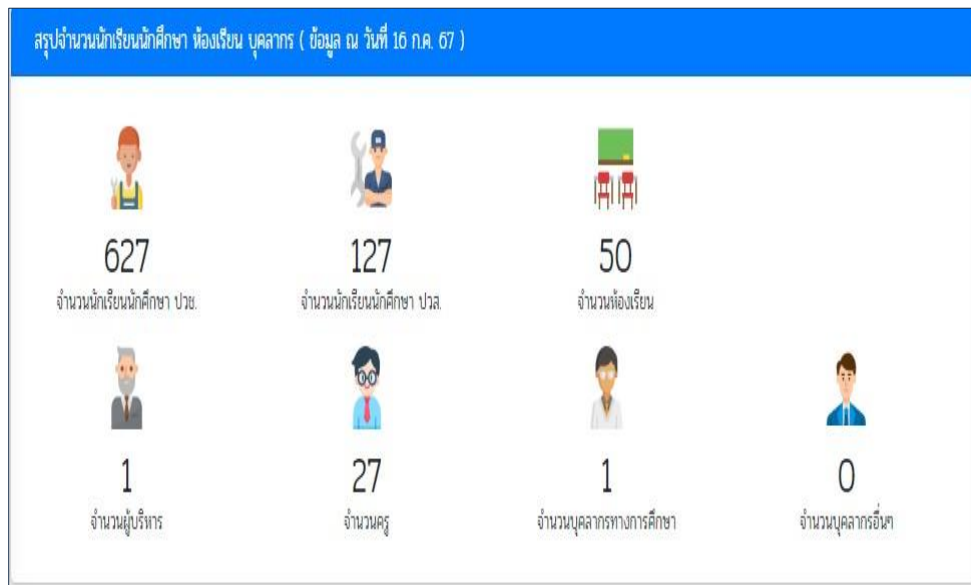 สรุปจำนวนนักเรียนนักศึกษา ห้องเรียน บุคลากร ( ข้อมูล ณ วันที่ 16 ก.ค. 67 )
627
127
50
จำนวนนักเรียนนักศึกษา ปวช.
จำนวนนักเรียนนักศึกษา ปวส.
จำนวนห้องเรียน
1
27
1
0
จำนวนผู้บริหาร
จำนวนครู
จำนวนบุคลากรทางการศึกษา
จำนวนบุคลากรอื่นๆ